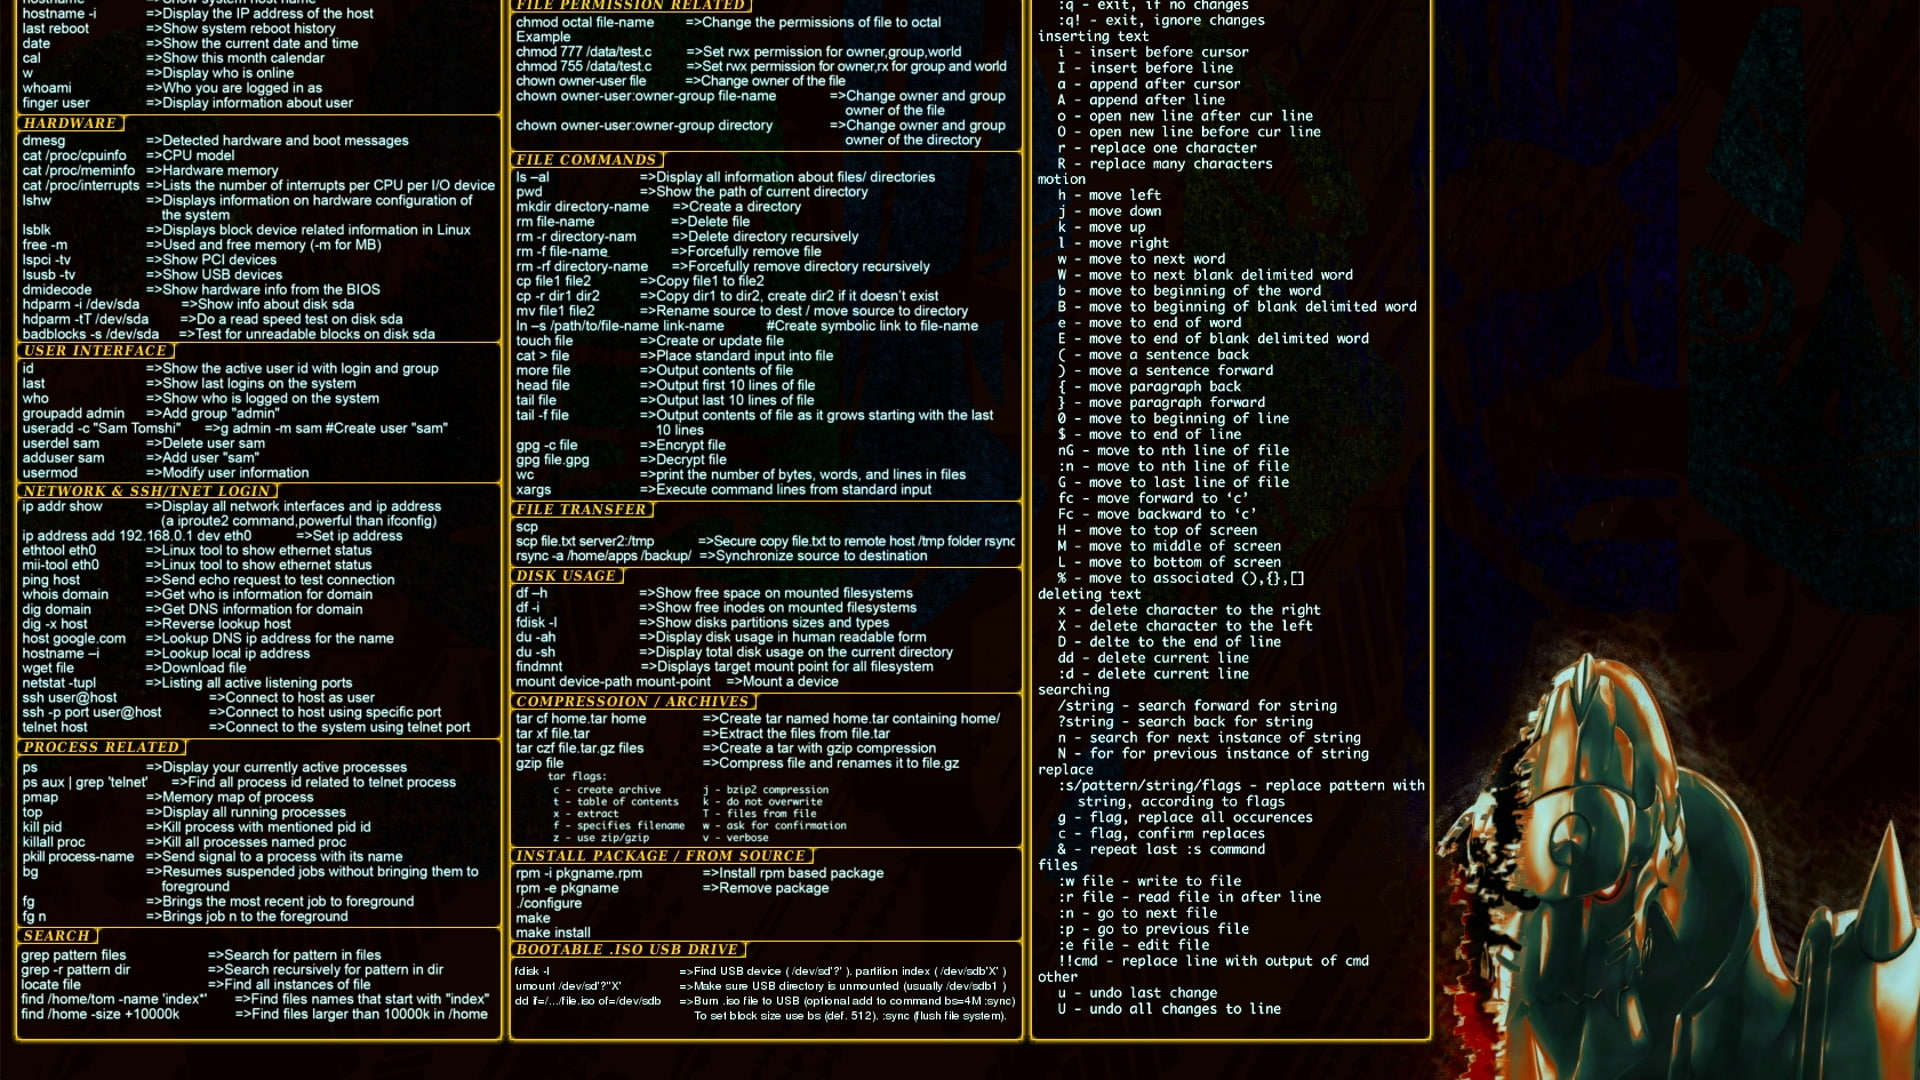 hostname =>Show system host name
hostname -i =>Display the IP address of the host
last reboot =>Show system reboot history
date =>Show the current date and time
cal =>Show this month calendar
w =>Display who is online
whoami =>Who you are logged in as
finger user =>Display information about user
HARDWARE
dmesg =>Detected hardware and boot messages
cat /proc/cpuinfo =>CPU model
cat /proc/meminfo =>Hardware memory
cat /proc/interrupts =>Lists the number of interrupts per CPU per I/O device
lshw =>Displays information on hardware configuration of
the system
lsblk =>Displays block device related information in Linux
free -m =>Used and free memory (-m for MB)
lspci -tv =>Show PCI devices
lsusb -tv =>Show USB devices
dmidecode =>Show hardware info from the BIOS
hdparm -i /dev/sda =>Show info about disk sda
hdparm -tT /dev/sda =>Do a read speed test on disk sda
badblocks -s /dev/sda =>Test for unreadable blocks on disk sda
USER INTERFACE
id =>Show the active user id with login and group
last =>Show last logins on the system
who =>Show who is logged on the system
groupadd admin =>Add group "admin"
useradd -c "Sam Tomshi" =>g admin -m sam #Create user "sam"
userdel sam =>Delete user sam
adduser sam =>Add user "sam"
usermod =>Modify user information
NETWORK & SSH/TNET LOGIN
ip addr show =>Display all network interfaces and ip address
(a iproute2 command,powerful than ifconfig)
ip address add 192.168.0.1 dev eth0 =>Set ip address
ethtool eth0 =>Linux tool to show ethernet status
mii-tool eth0 =>Linux tool to show ethernet status
ping host =>Send echo request to test connection
whois domain =>Get who is information for domain
dig domain =>Get DNS information for domain
dig -x host =>Reverse lookup host
host google.com =>Lookup DNS ip address for the name
hostname –i =>Lookup local ip address
wget file =>Download file
netstat -tupl =>Listing all active listening ports
ssh user@host =>Connect to host as user
ssh -p port user@host =>Connect to host using specific port
telnet host =>Connect to the system using telnet port
PROCESS RELATED
ps =>Display your currently active processes
ps aux | grep 'telnet' =>Find all process id related to telnet process
pmap =>Memory map of process
top =>Display all running processes
kill pid =>Kill process with mentioned pid id
killall proc =>Kill all processes named proc
pkill process-name =>Send signal to a process with its name
bg =>Resumes suspended jobs without bringing them to
foreground
fg =>Brings the most recent job to foreground
fg n =>Brings job n to the foreground
SEARCH
grep pattern files =>Search for pattern in files
grep -r pattern dir =>Search recursively for pattern in dir
locate file =>Find all instances of file
find /home/tom -name 'index*' =>Find files names that start with "index"
find /home -size +10000k =>Find files larger than 10000k in /home
FILE PERMISSION RELATED
chmod octal file-name =>Change the permissions of file to octal
Example
chmod 777 /data/test.c =>Set rwx permission for owner,group,world
chmod 755 /data/test.c =>Set rwx permission for owner,rx for group and world
chown owner-user file =>Change owner of the file
chown owner-user:owner-group file-name =>Change owner and group
owner of the file
chown owner-user:owner-group directory =>Change owner and group
owner of the directory
FILE COMMANDS
ls –al =>Display all information about files/ directories
pwd =>Show the path of current directory
mkdir directory-name =>Create a directory
rm file-name =>Delete file
rm -r directory-nam =>Delete directory recursively
rm -f file-name =>Forcefully remove file
rm -rf directory-name =>Forcefully remove directory recursively
cp file1 file2 =>Copy file1 to file2
cp -r dir1 dir2 =>Copy dir1 to dir2, create dir2 if it doesn't exist
mv file1 file2 =>Rename source to dest / move source to directory
ln –s /path/to/file-name link-name #Create symbolic link to file-name
touch file =>Create or update file
cat > file =>Place standard input into file
more file =>Output contents of file
head file =>Output first 10 lines of file
tail file =>Output last 10 lines of file
tail -f file =>Output contents of file as it grows starting with the last
10 lines
gpg -c file =>Encrypt file
gpg file.gpg =>Decrypt file
wc =>print the number of bytes, words, and lines in files
xargs =>Execute command lines from standard input
FILE TRANSFER
scp
scp file.txt server2:/tmp =>Secure copy file.txt to remote host /tmp folder rsync
rsync -a /home/apps /backup/ =>Synchronize source to destination
DISK USAGE
df –h =>Show free space on mounted filesystems
df -i =>Show free inodes on mounted filesystems
fdisk -l =>Show disks partitions sizes and types
du -ah =>Display disk usage in human readable form
du -sh =>Display total disk usage on the current directory
findmnt =>Displays target mount point for all filesystem
mount device-path mount-point =>Mount a device
COMPRESSOION / ARCHIVES
tar cf home.tar home =>Create tar named home.tar containing home/
tar xf file.tar =>Extract the files from file.tar
tar czf file.tar.gz files =>Create a tar with gzip compression
gzip file =>Compress file and renames it to file.gz
tar flags:
c - create archive j - bzip2 compression
t - table of contents k - do not overwrite
x - extract T - files from file
f - specifies filename w - ask for confirmation
z - use zip/gzip v - verbose
INSTALL PACKAGE / FROM SOURCE
rpm -i pkgname.rpm =>Install rpm based package
rpm -e pkgname =>Remove package
./configure
make
make install
BOOTABLE .ISO USB DRIVE
fdisk -l =>Find USB device ( /dev/sd'?' ). partition index ( /dev/sdb'X' )
umount /dev/sd'?''X' =>Make sure USB directory is unmounted (usually /dev/sdb1 )
dd if=/.../file.iso of=/dev/sdb =>Burn .iso file to USB (optional add to command bs=4M :sync)
To set block size use bs (def. 512). :sync (flush file system).
:q - exit, if no changes
:q! - exit, ignore changes
inserting text
i - insert before cursor
I - insert before line
a - append after cursor
A - append after line
o - open new line after cur line
O - open new line before cur line
r - replace one character
R - replace many characters
motion
h - move left
j - move down
k - move up
l - move right
w - move to next word
W - move to next blank delimited word
b - move to beginning of the word
B - move to beginning of blank delimited word
e - move to end of word
E - move to end of blank delimited word
( - move a sentence back
) - move a sentence forward
{ - move paragraph back
} - move paragraph forward
0 - move to beginning of line
$ - move to end of line
nG - move to nth line of file
:n - move to nth line of file
G - move to last line of file
fc - move forward to ‘c’
Fc - move backward to ‘c’
H - move to top of screen
M - move to middle of screen
L - move to bottom of screen
% - move to associated (),{},[]
deleting text
x - delete character to the right
X - delete character to the left
D - delte to the end of line
dd - delete current line
:d - delete current line
searching
/string - search forward for string
?string - search back for string
n - search for next instance of string
N - for for previous instance of string
replace
:s/pattern/string/flags - replace pattern with
string, according to flags
g - flag, replace all occurences
c - flag, confirm replaces
& - repeat last :s command
files
:w file - write to file
:r file - read file in after line
:n - go to next file
:p - go to previous file
:e file - edit file
!!cmd - replace line with output of cmd
other
u - undo last change
U - undo all changes to line